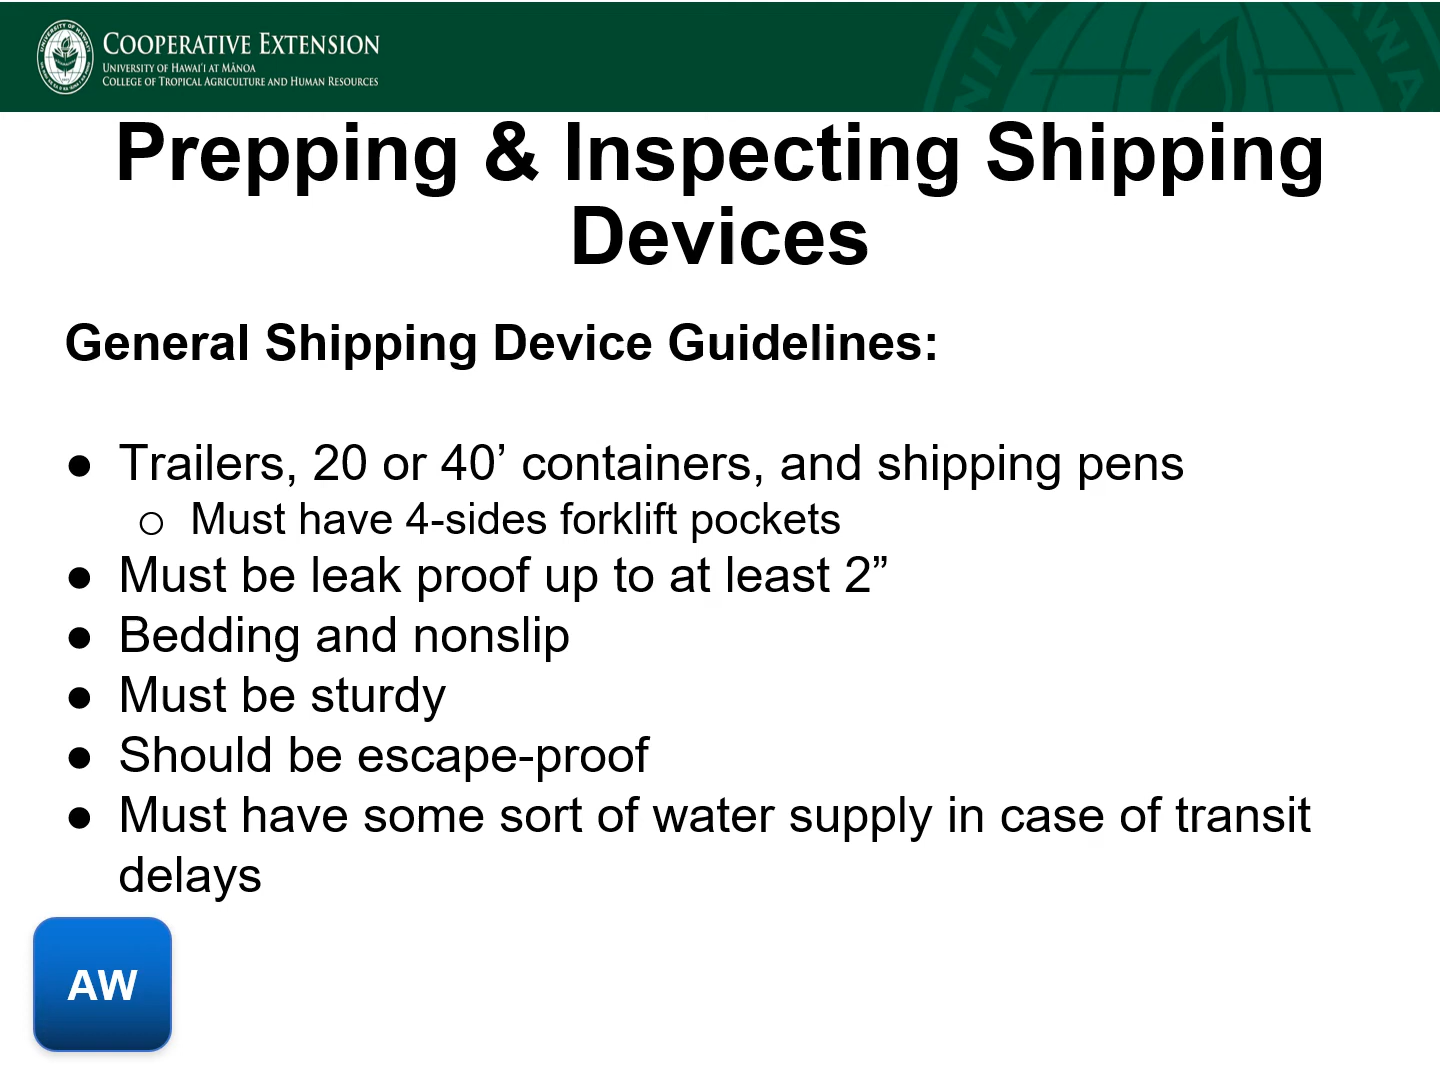 COOPERATIVE EXTENSION
UNIVERSITY OF HAWAI‘I AT MĀNOA
COLLEGE OF TROPICAL AGRICULTURE AND HUMAN RESOURCES
Prepping & Inspecting Shipping
Devices
General Shipping Device Guidelines:
● Trailers, 20 or 40’ containers, and shipping pens
○ Must have 4-sides forklift pockets
● Must be leak proof up to at least 2”
● Bedding and nonslip
● Must be sturdy
● Should be escape-proof
● Must have some sort of water supply in case of transit
delays
AW